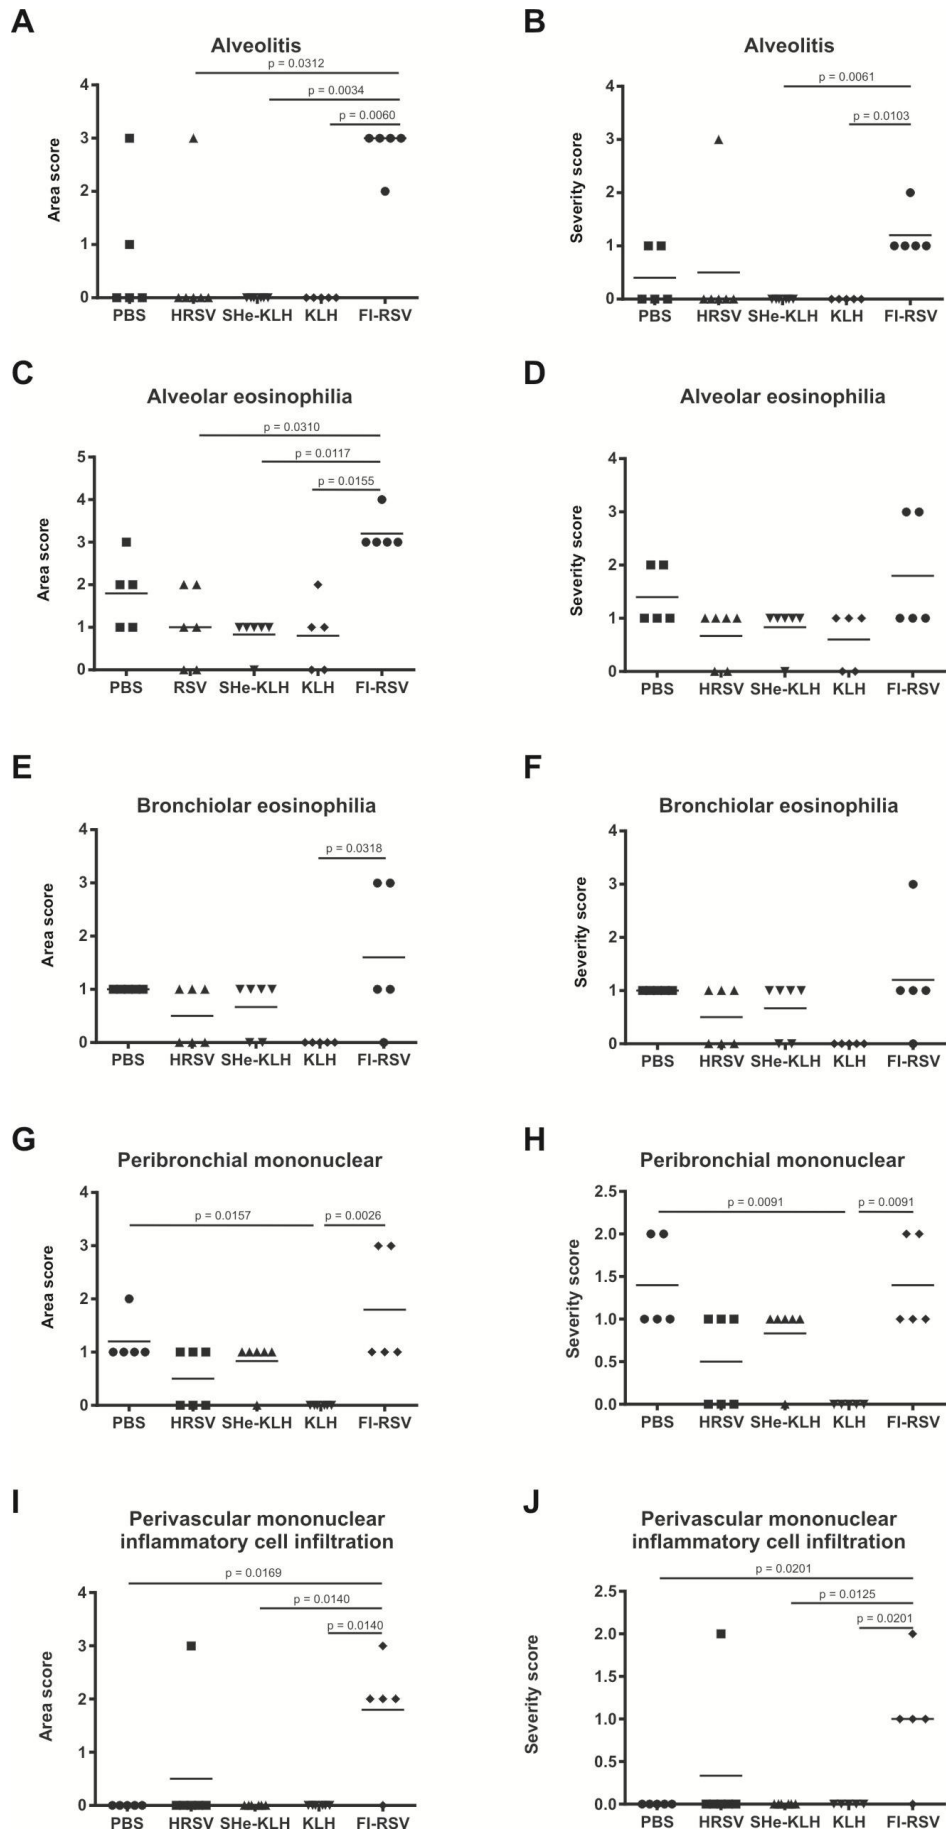 A
Alveolitis
p = 0.0312
p = 0.0034
p = 0.0060
Area score
4
3
2
1
0
PBS HRSV SHe-KLH KLH FI-RSV
B
Alveolitis
p = 0.0061
p = 0.0103
Severity score
4
3
2
1
0
PBS HRSV SHe-KLH KLH FI-RSV
C
Alveolar eosinophilia
p = 0.0310
p = 0.0117
p = 0.0155
Area score
5
4
3
2
1
0
PBS RSV SHe-KLH KLH FI-RSV
D
Alveolar eosinophilia
Severity score
4
3
2
1
0
PBS HRSV SHe-KLH KLH FI-RSV
E
Bronchiolar eosinophilia
p = 0.0318
Area score
4
3
2
1
0
PBS HRSV SHe-KLH KLH FI-RSV
F
Bronchiolar eosinophilia
Severity score
4
3
2
1
0
PBS HRSV SHe-KLH KLH FI-RSV
G
Peribronchial mononuclear
p = 0.0157
p = 0.0026
Area score
4
3
2
1
0
PBS HRSV SHe-KLH KLH FI-RSV
H
Peribronchial mononuclear
p = 0.0091
p = 0.0091
Severity score
2.5
2.0
1.5
1.0
0.5
0.0
PBS HRSV SHe-KLH KLH FI-RSV
I
Perivascular mononuclear
inflammatory cell infiltration
p = 0.0169
p = 0.0140
p = 0.0140
Area score
4
3
2
1
0
PBS HRSV SHe-KLH KLH FI-RSV
J
Perivascular mononuclear
inflammatory cell infiltration
p = 0.0201
p = 0.0125
p = 0.0201
Severity score
2.5
2.0
1.5
1.0
0.5
0.0
PBS HRSV SHe-KLH KLH FI-RSV